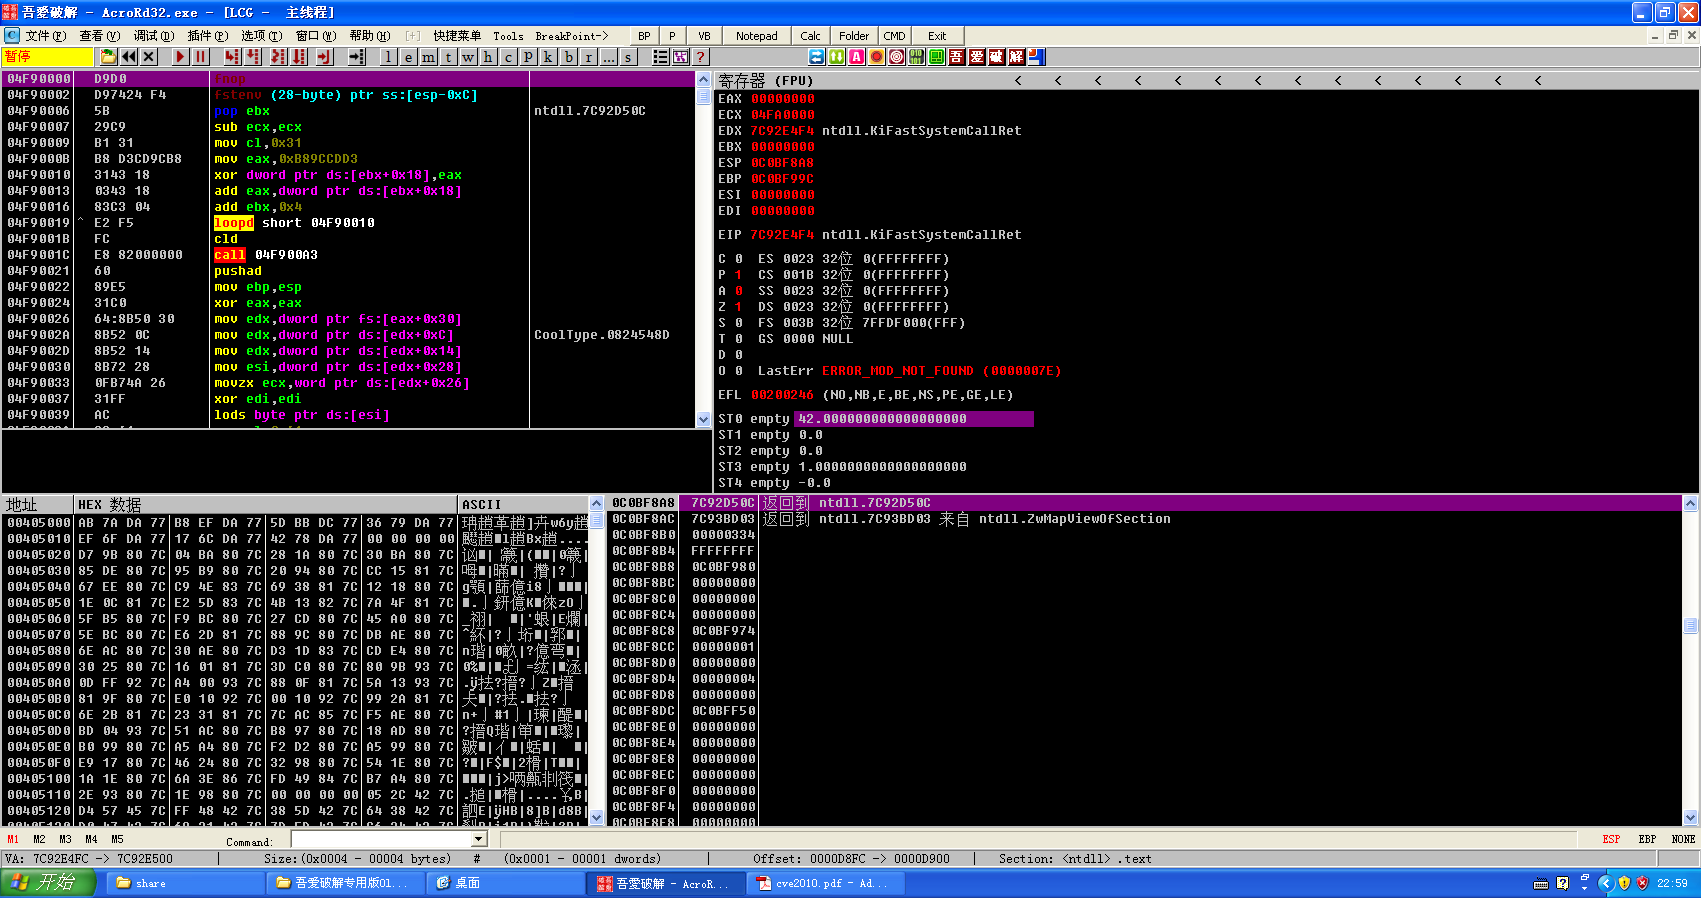 吾愛破解 - AcroRd32.exe - [LCG - 主线程]
C 文件(F) 查看(V) 调试(D) 插件(P) 选项(T) 窗口(W) 帮助(H) [+] 快捷菜单 Tools BreakPoint-> BP P VB Notepad Calc Folder CMD Exit
暂停 l e m t w h c p k b r ... s ? 吾 爱 破 解
04F90000 D9D0 fnop
04F90002 D97424 F4 fstenv (28-byte) ptr ss:[esp-0xC]
04F90006 5B pop ebx ntdll.7C92D50C
04F90007 29C9 sub ecx,ecx
04F90009 B1 31 mov cl,0x31
04F9000B B8 D3CD9CB8 mov eax,0xB89CCDD3
04F90010 3143 18 xor dword ptr ds:[ebx+0x18],eax
04F90013 0343 18 add eax,dword ptr ds:[ebx+0x18]
04F90016 83C3 04 add ebx,0x4
04F90019 ^ E2 F5 loopd short 04F90010
04F9001B FC cld
04F9001C E8 82000000 call 04F900A3
04F90021 60 pushad
04F90022 89E5 mov ebp,esp
04F90024 31C0 xor eax,eax
04F90026 64:8B50 30 mov edx,dword ptr fs:[eax+0x30]
04F9002A 8B52 0C mov edx,dword ptr ds:[edx+0xC] CoolType.0824548D
04F9002D 8B52 14 mov edx,dword ptr ds:[edx+0x14]
04F90030 8B72 28 mov esi,dword ptr ds:[edx+0x28]
04F90033 0FB74A 26 movzx ecx,word ptr ds:[edx+0x26]
04F90037 31FF xor edi,edi
04F90039 AC lods byte ptr ds:[esi]
寄存器 (FPU) < < < < < < < < < < < < < <
EAX 00000000
ECX 04FA0000
EDX 7C92E4F4 ntdll.KiFastSystemCallRet
EBX 00000000
ESP 0C0BF8A8
EBP 0C0BF99C
ESI 00000000
EDI 00000000
EIP 7C92E4F4 ntdll.KiFastSystemCallRet
C 0 ES 0023 32位 0(FFFFFFFF)
P 1 CS 001B 32位 0(FFFFFFFF)
A 0 SS 0023 32位 0(FFFFFFFF)
Z 1 DS 0023 32位 0(FFFFFFFF)
S 0 FS 003B 32位 7FFDF000(FFF)
T 0 GS 0000 NULL
D 0
O 0 LastErr ERROR_MOD_NOT_FOUND (0000007E)
EFL 00200246 (NO,NB,E,BE,NS,PE,GE,LE)
ST0 empty 42.000000000000000000
ST1 empty 0.0
ST2 empty 0.0
ST3 empty 1.0000000000000000000
ST4 empty -0.0
地址 HEX 数据 ASCII
00405000 AB 7A DA 77 B8 EF DA 77 5D BB DC 77 36 79 DA 77
00405010 EF 6F DA 77 17 6C DA 77 42 78 DA 77 00 00 00 00
00405020 D7 9B 80 7C 04 BA 80 7C 28 1A 80 7C 30 BA 80 7C
00405030 85 DE 80 7C 95 B9 80 7C 20 94 80 7C CC 15 81 7C
00405040 67 EE 80 7C C9 4E 83 7C 69 38 81 7C 12 18 80 7C
00405050 1E 0C 81 7C E2 5D 83 7C 4B 13 82 7C 7A 4F 81 7C
00405060 5F B5 80 7C F9 BC 80 7C 27 CD 80 7C 45 A0 80 7C
00405070 5E BC 80 7C E6 2D 81 7C 88 9C 80 7C DB AE 80 7C
00405080 6E AC 80 7C 30 AE 80 7C D3 1D 83 7C CD E4 80 7C
00405090 30 25 80 7C 16 01 81 7C 3D C0 80 7C 80 9B 93 7C
004050A0 0D FF 92 7C A4 00 93 7C 88 0F 81 7C 5A 13 93 7C
004050B0 81 9F 80 7C E0 10 92 7C 00 10 92 7C 99 2A 81 7C
004050C0 6E 2B 81 7C 23 31 81 7C 7C AC 85 7C F5 AE 80 7C
004050D0 BD 04 93 7C 51 AC 80 7C B8 97 80 7C 18 AD 80 7C
004050E0 B0 99 80 7C A5 A4 80 7C F2 D2 80 7C A5 99 80 7C
004050F0 E9 17 80 7C 46 24 80 7C 32 98 80 7C 54 1E 80 7C
00405100 1A 1E 80 7C 6A 3E 86 7C FD 49 84 7C B7 A4 80 7C
00405110 2E 93 80 7C 1E 98 80 7C 00 00 00 00 05 2C 42 7C
00405120 D4 57 45 7C FF 48 42 7C 38 5D 42 7C 64 38 42 7C
0C0BF8A8 7C92D50C 返回到 ntdll.7C92D50C
0C0BF8AC 7C93BD03 返回到 ntdll.7C93BD03 来自 ntdll.ZwMapViewOfSection
0C0BF8B0 00000334
0C0BF8B4 FFFFFFFF
0C0BF8B8 0C0BF980
0C0BF8BC 00000000
0C0BF8C0 00000000
0C0BF8C4 00000000
0C0BF8C8 0C0BF974
0C0BF8CC 00000001
0C0BF8D0 00000000
0C0BF8D4 00000004
0C0BF8D8 00000000
0C0BF8DC 0C0BFF50
0C0BF8E0 00000000
0C0BF8E4 00000000
0C0BF8E8 00000000
0C0BF8EC 00000000
0C0BF8F0 00000000
0C0BF8F4 00000000
0C0BF8F8 00000000
M1 M2 M3 M4 M5 Command: ESP EBP NONE
VA: 7C92E4FC -> 7C92E500 Size:(0x0004 - 00004 bytes) # (0x0001 - 00001 dwords) Offset: 0000D8FC -> 0000D900 Section: <ntdll> .text
开始 share 吾爱破解专用版Ol... 桌面 吾爱破解 - AcroR... cve2010.pdf - Ad... 22:59